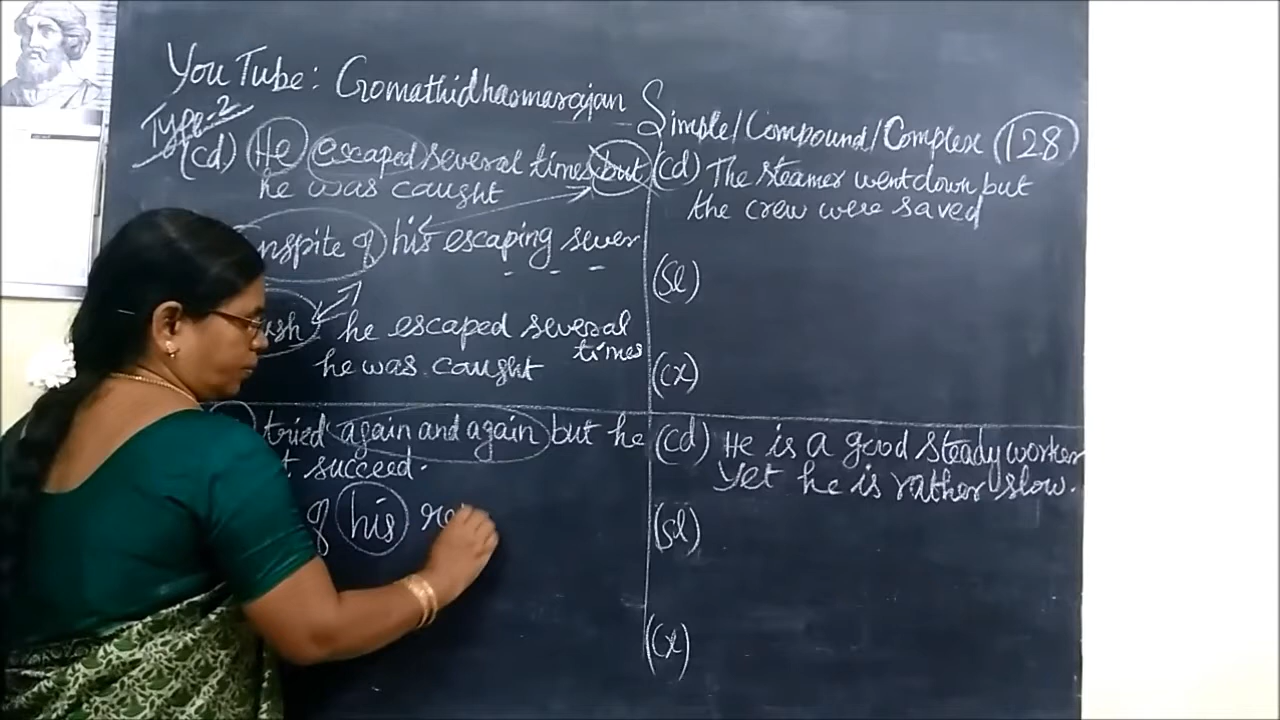 YouTube: Gomathidharmarajan
Simple/Compound/Complex (128)
Type-2
(cd) He escaped several times but
he was caught
inspite of his escaping sever
he escaped several
times
he was caught
tried again and again but he
succeed.
of his re
(cd) The steamer went down but
the crew were saved
(Sl)
(cx)
(cd) He is a good steady worker
yet he is rather slow.
(sl)
(cx)